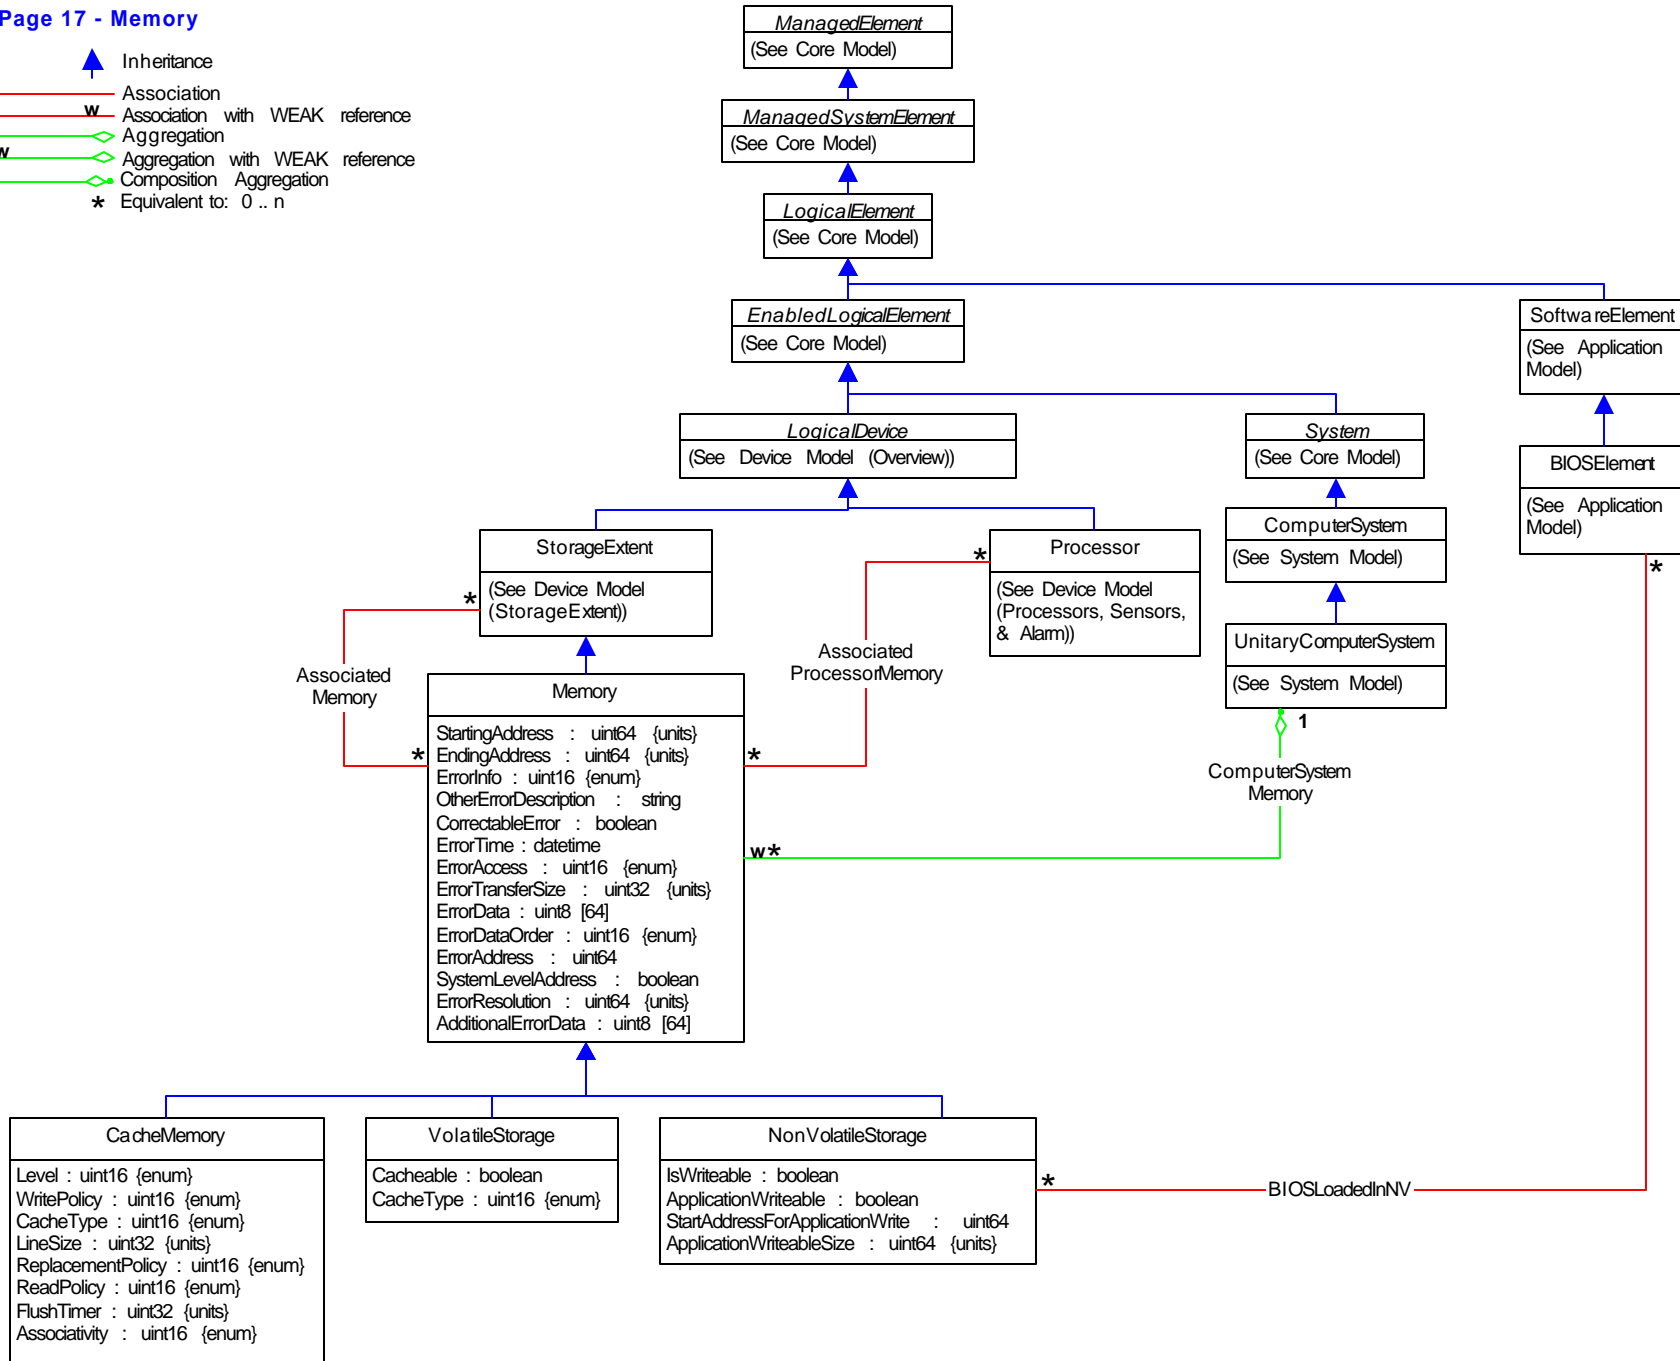 Page 17 - Memory
Inheritance
Association
w
Association with WEAK reference
Aggregation
w
Aggregation with WEAK reference
Composition Aggregation
* Equivalent to: 0 .. n
ManagedElement
(See Core Model)
ManagedSystemElement
(See Core Model)
LogicalElement
(See Core Model)
EnabledLogicalElement
(See Core Model)
SoftwareElement
(See Application
Model)
LogicalDevice
(See Device Model (Overview))
System
(See Core Model)
BIOSElement
(See Application
Model)
*
StorageExtent
(See Device Model
(StorageExtent))
*
Processor
(See Device Model
(Processors, Sensors,
& Alarm))
*
ComputerSystem
(See System Model)
UnitaryComputerSystem
(See System Model)
1
Associated
Memory
Associated
ProcessorMemory
ComputerSystem
Memory
Memory
StartingAddress : uint64 {units}
* EndingAddress : uint64 {units} *
ErrorInfo : uint16 {enum}
OtherErrorDescription : string
CorrectableError : boolean
ErrorTime : datetime
w*
ErrorAccess : uint16 {enum}
ErrorTransferSize : uint32 {units}
ErrorData : uint8 [64]
ErrorDataOrder : uint16 {enum}
ErrorAddress : uint64
SystemLevelAddress : boolean
ErrorResolution : uint64 {units}
AdditionalErrorData : uint8 [64]
CacheMemory
Level : uint16 {enum}
WritePolicy : uint16 {enum}
CacheType : uint16 {enum}
LineSize : uint32 {units}
ReplacementPolicy : uint16 {enum}
ReadPolicy : uint16 {enum}
FlushTimer : uint32 {units}
Associativity : uint16 {enum}
VolatileStorage
Cacheable : boolean
CacheType : uint16 {enum}
NonVolatileStorage
IsWriteable : boolean
ApplicationWriteable : boolean
StartAddressForApplicationWrite : uint64
ApplicationWriteableSize : uint64 {units}
*
BIOSLoadedInNV